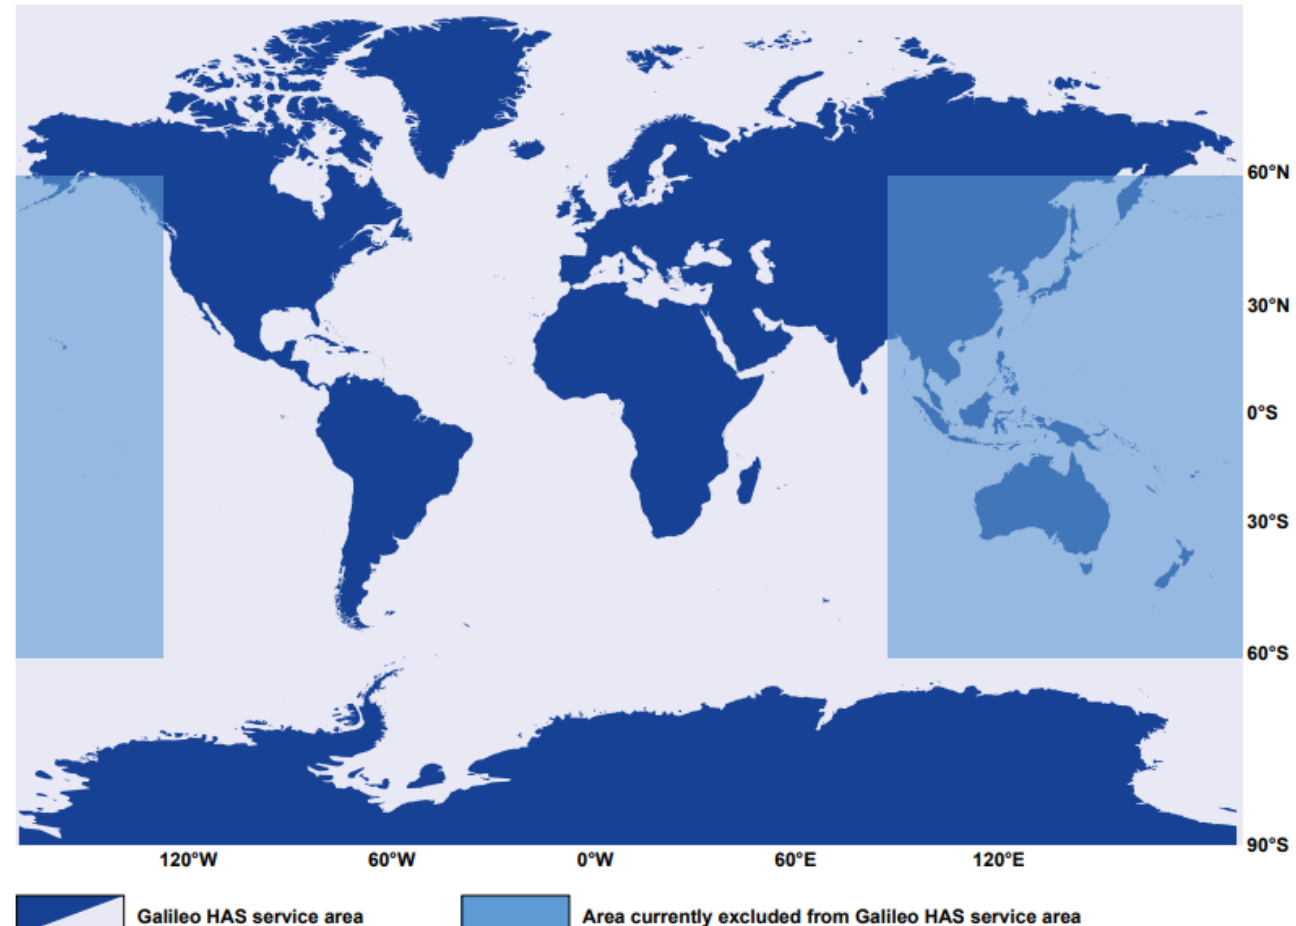 60°N
30°N
0°S
30°S
60°S
90°S
120°W 60°W 0°W 60°E 120°E
Galileo HAS service area Area currently excluded from Galileo HAS service area